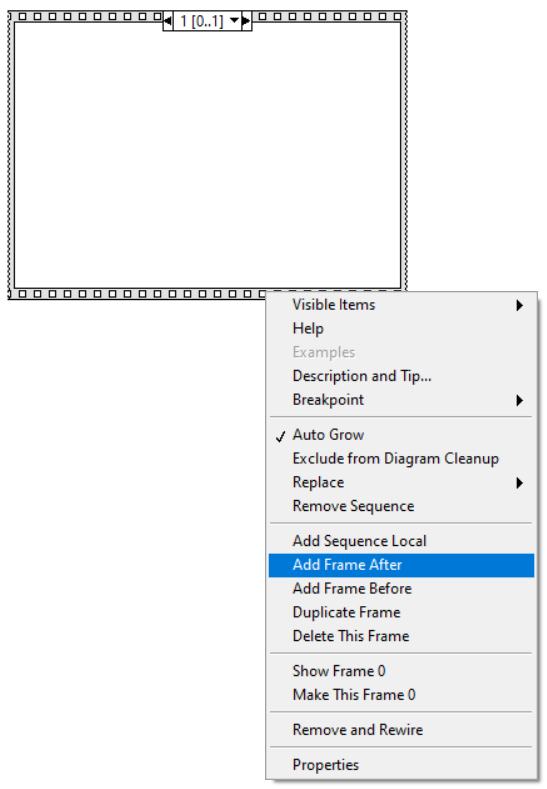 1 [0..1]
Visible Items
Help
Examples
Description and Tip...
Breakpoint
Auto Grow
Exclude from Diagram Cleanup
Replace
Remove Sequence
Add Sequence Local
Add Frame After
Add Frame Before
Duplicate Frame
Delete This Frame
Show Frame 0
Make This Frame 0
Remove and Rewire
Properties